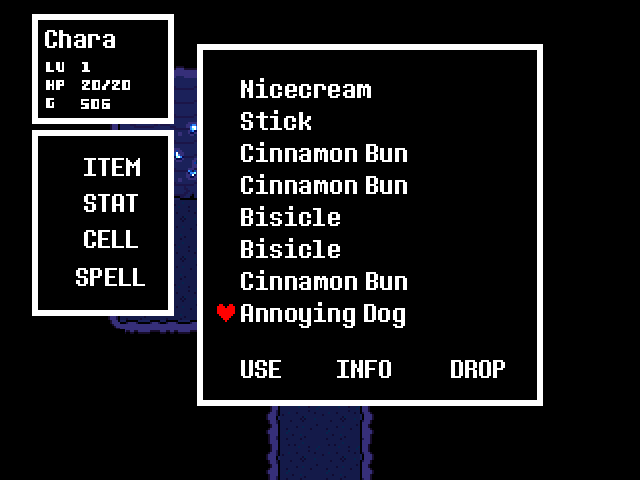 Chara
LV 1
HP 20/20
G 506
ITEM
STAT
CELL
SPELL
Nicecream
Stick
Cinnamon Bun
Cinnamon Bun
Bisicle
Bisicle
Cinnamon Bun
Annoying Dog
USE INFO DROP